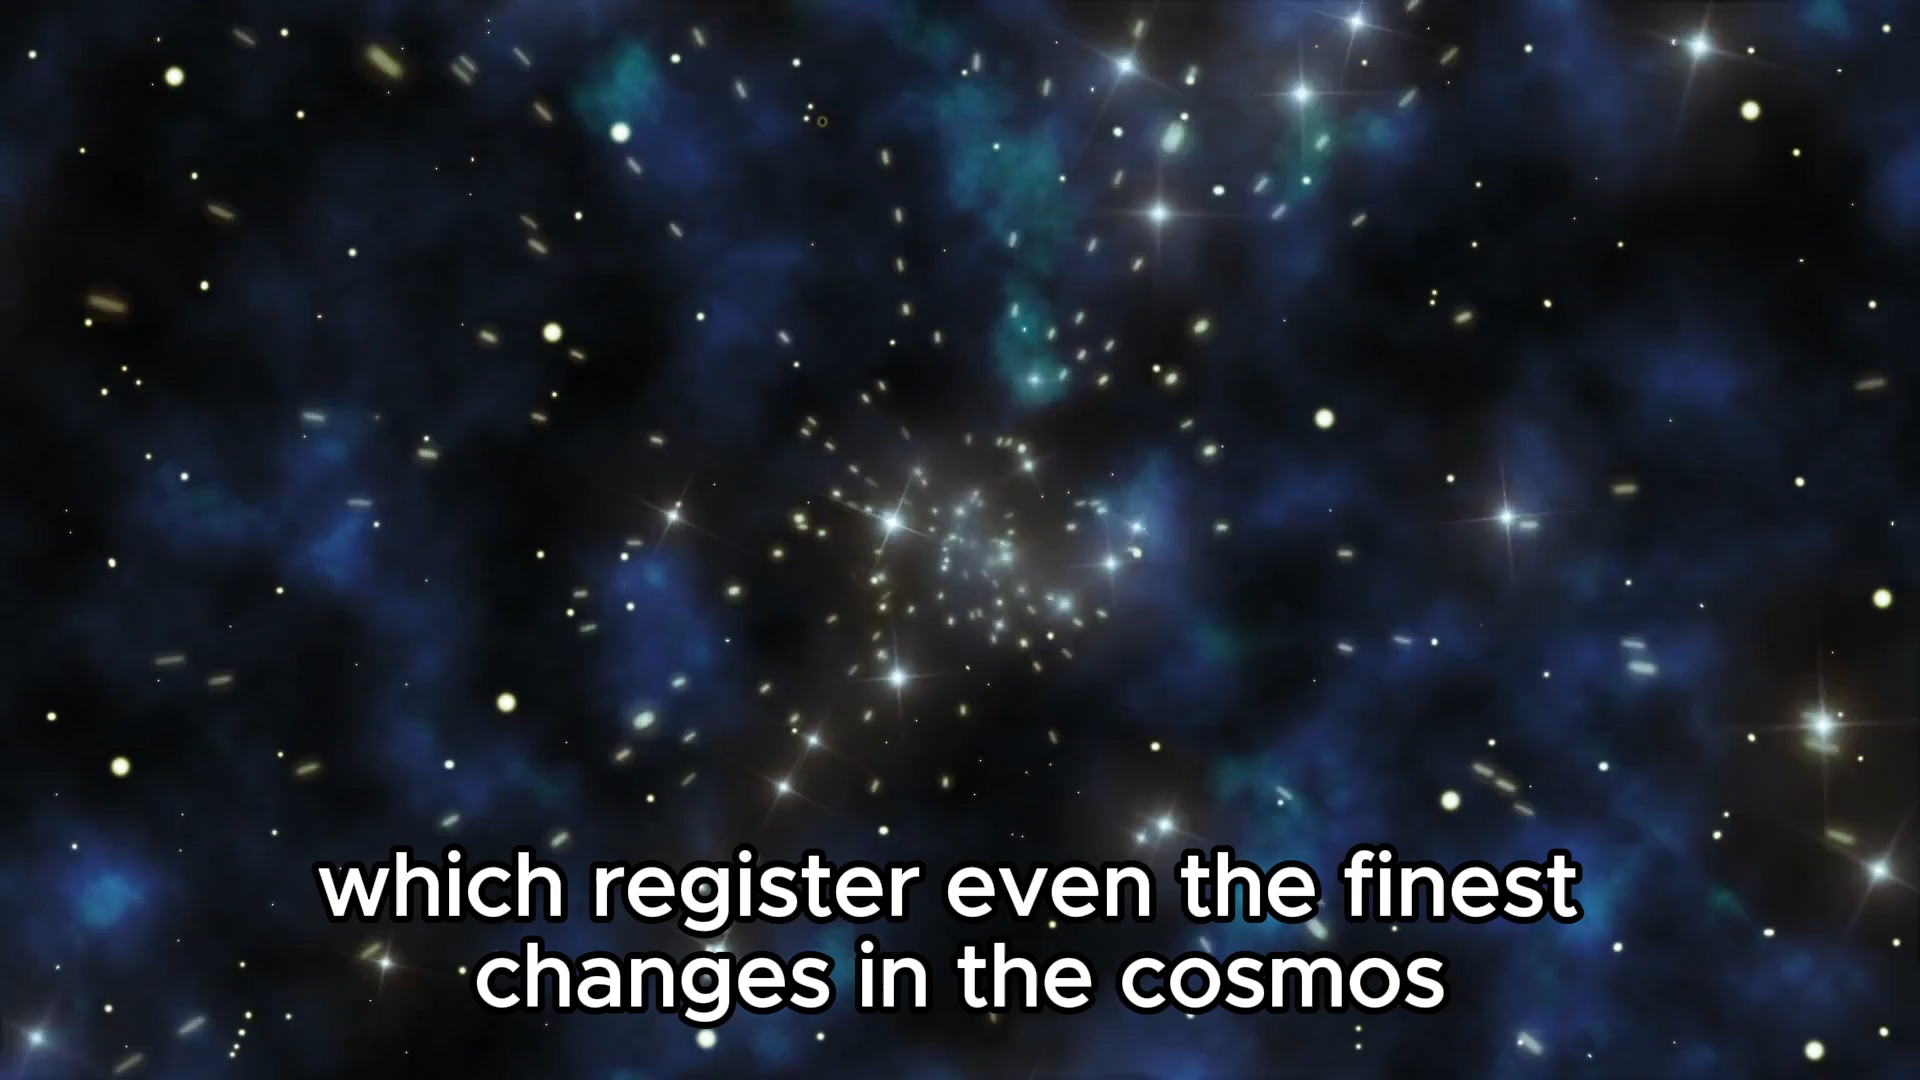 which register even the finest
changes in the cosmos